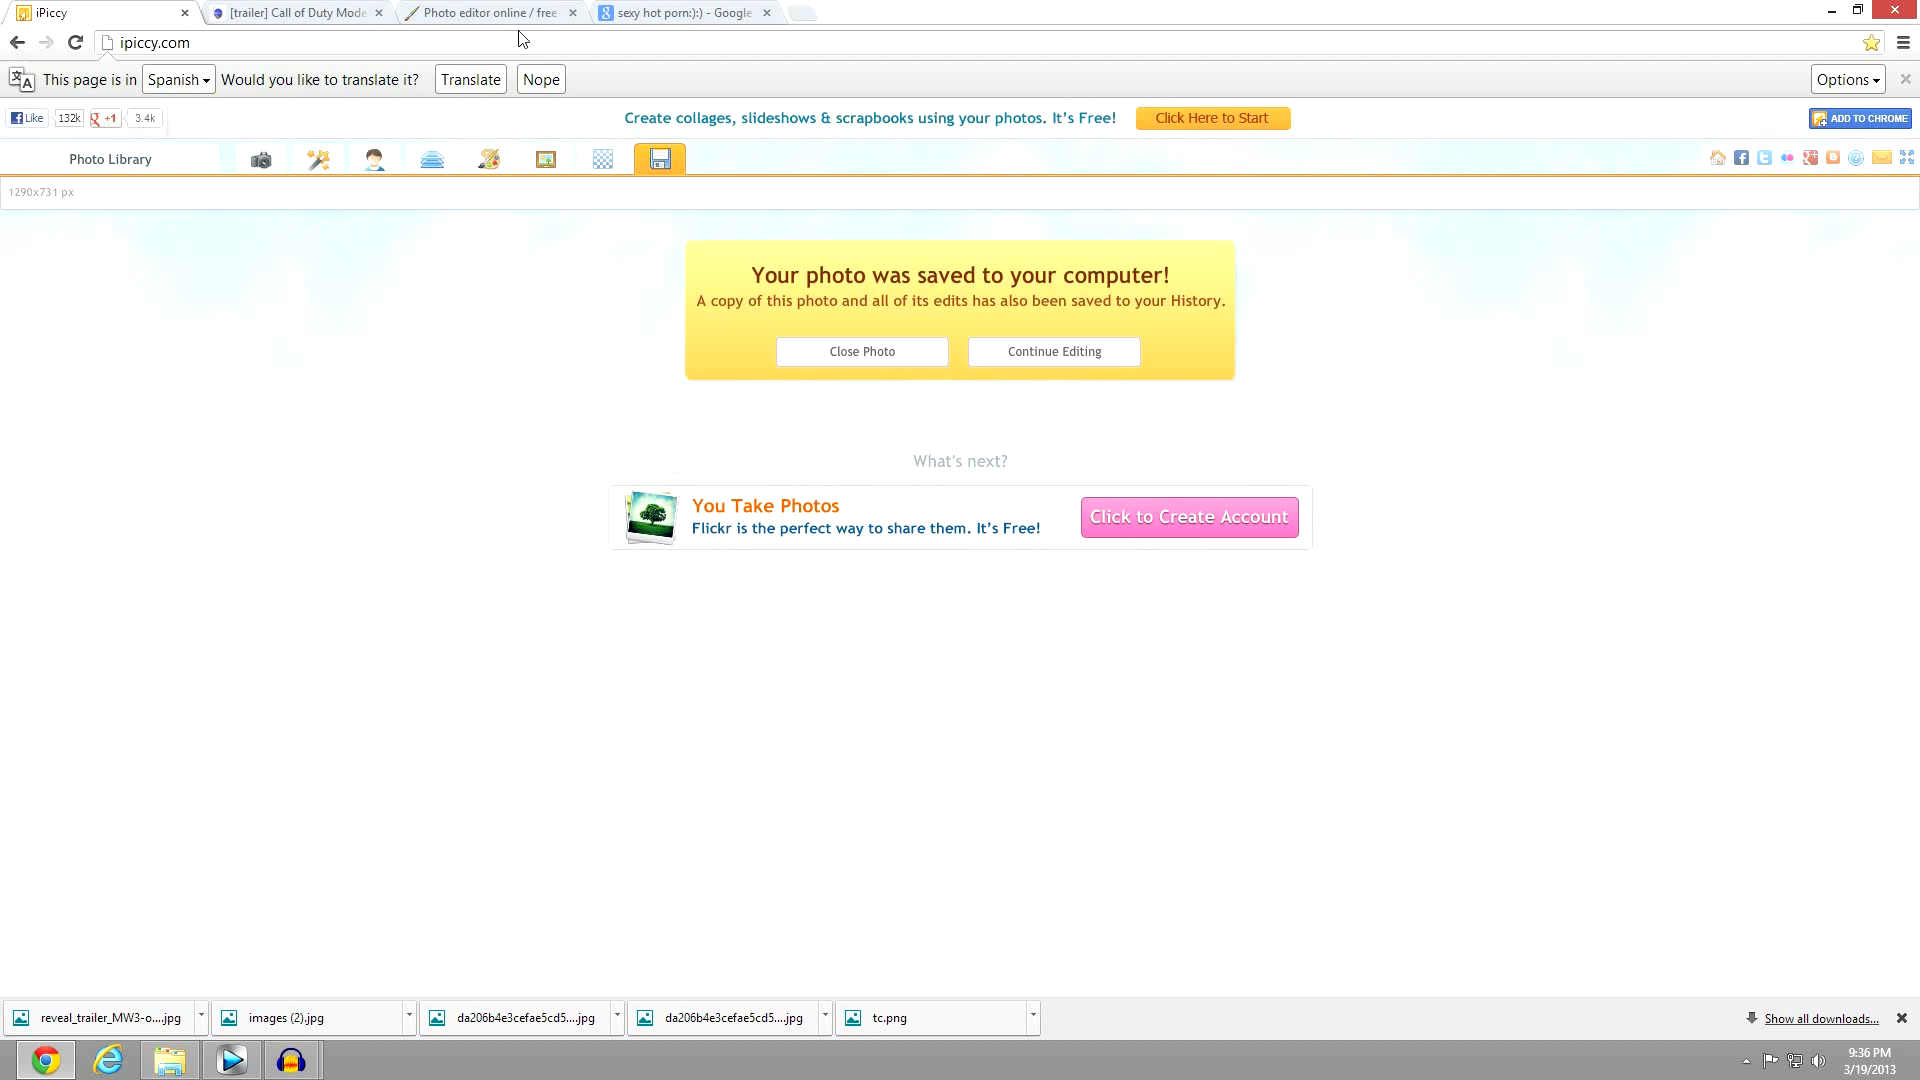 iPiccy
[trailer] Call of Duty Mode
Photo editor online / free
sexy hot porn:):) - Google
ipiccy.com
This page is in Spanish Would you like to translate it? Translate Nope Options
Like 132k +1 3.4k
Create collages, slideshows & scrapbooks using your photos. It's Free! Click Here to Start
ADD TO CHROME
Photo Library
1290x731 px
Your photo was saved to your computer!
A copy of this photo and all of its edits has also been saved to your History.
Close Photo Continue Editing
What's next?
You Take Photos
Flickr is the perfect way to share them. It's Free!
Click to Create Account
reveal_trailer_MW3-o....jpg images (2).jpg da206b4e3cefae5cd5....jpg da206b4e3cefae5cd5....jpg tc.png Show all downloads...
9:36 PM
3/19/2013